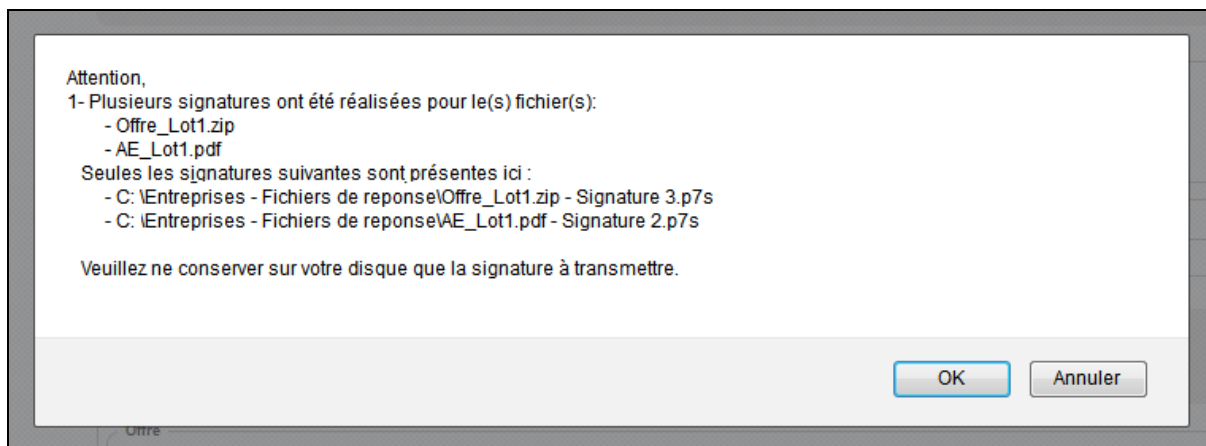 Attention,
1- Plusieurs signatures ont été réalisées pour le(s) fichier(s):
- Offre_Lot1.zip
- AE_Lot1.pdf
Seules les signatures suivantes sont présentes ici :
- C: \Entreprises - Fichiers de reponse\Offre_Lot1.zip - Signature 3.p7s
- C: \Entreprises - Fichiers de reponse\AE_Lot1.pdf - Signature 2.p7s
Veuillez ne conserver sur votre disque que la signature à transmettre.
OK Annuler
Offre